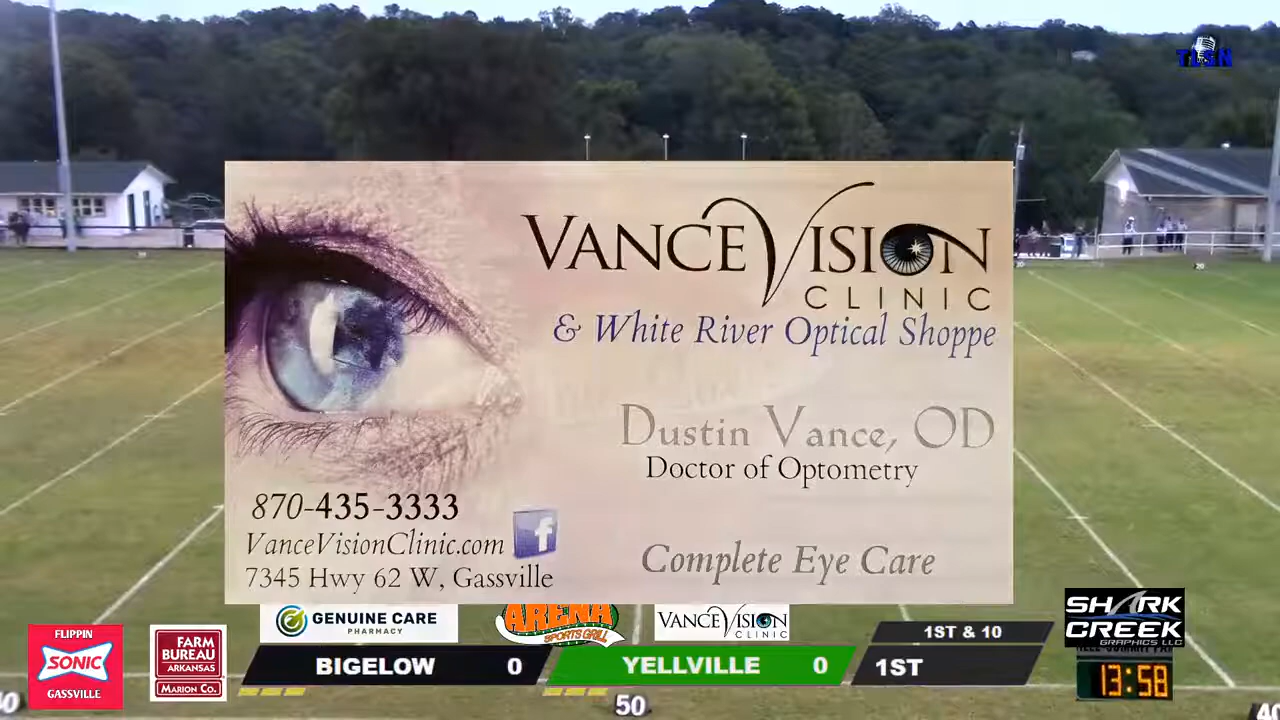 TLSN
VANCE VISION
CLINIC
& White River Optical Shoppe
Dustin Vance, OD
Doctor of Optometry
870-435-3333
VanceVisionClinic.com f
7345 Hwy 62 W, Gassville
Complete Eye Care
GENUINE CARE
PHARMACY
ARENA
SPORTS GRILL
VANCE VISION
CLINIC
1ST & 10
SHARK
CREEK
GRAPHICS LLC
FLIPPIN
SONIC
GASSVILLE
FARM
BUREAU
ARKANSAS
MARION CO.
BIGELOW 0
YELLVILLE 0
1ST
13:58
50